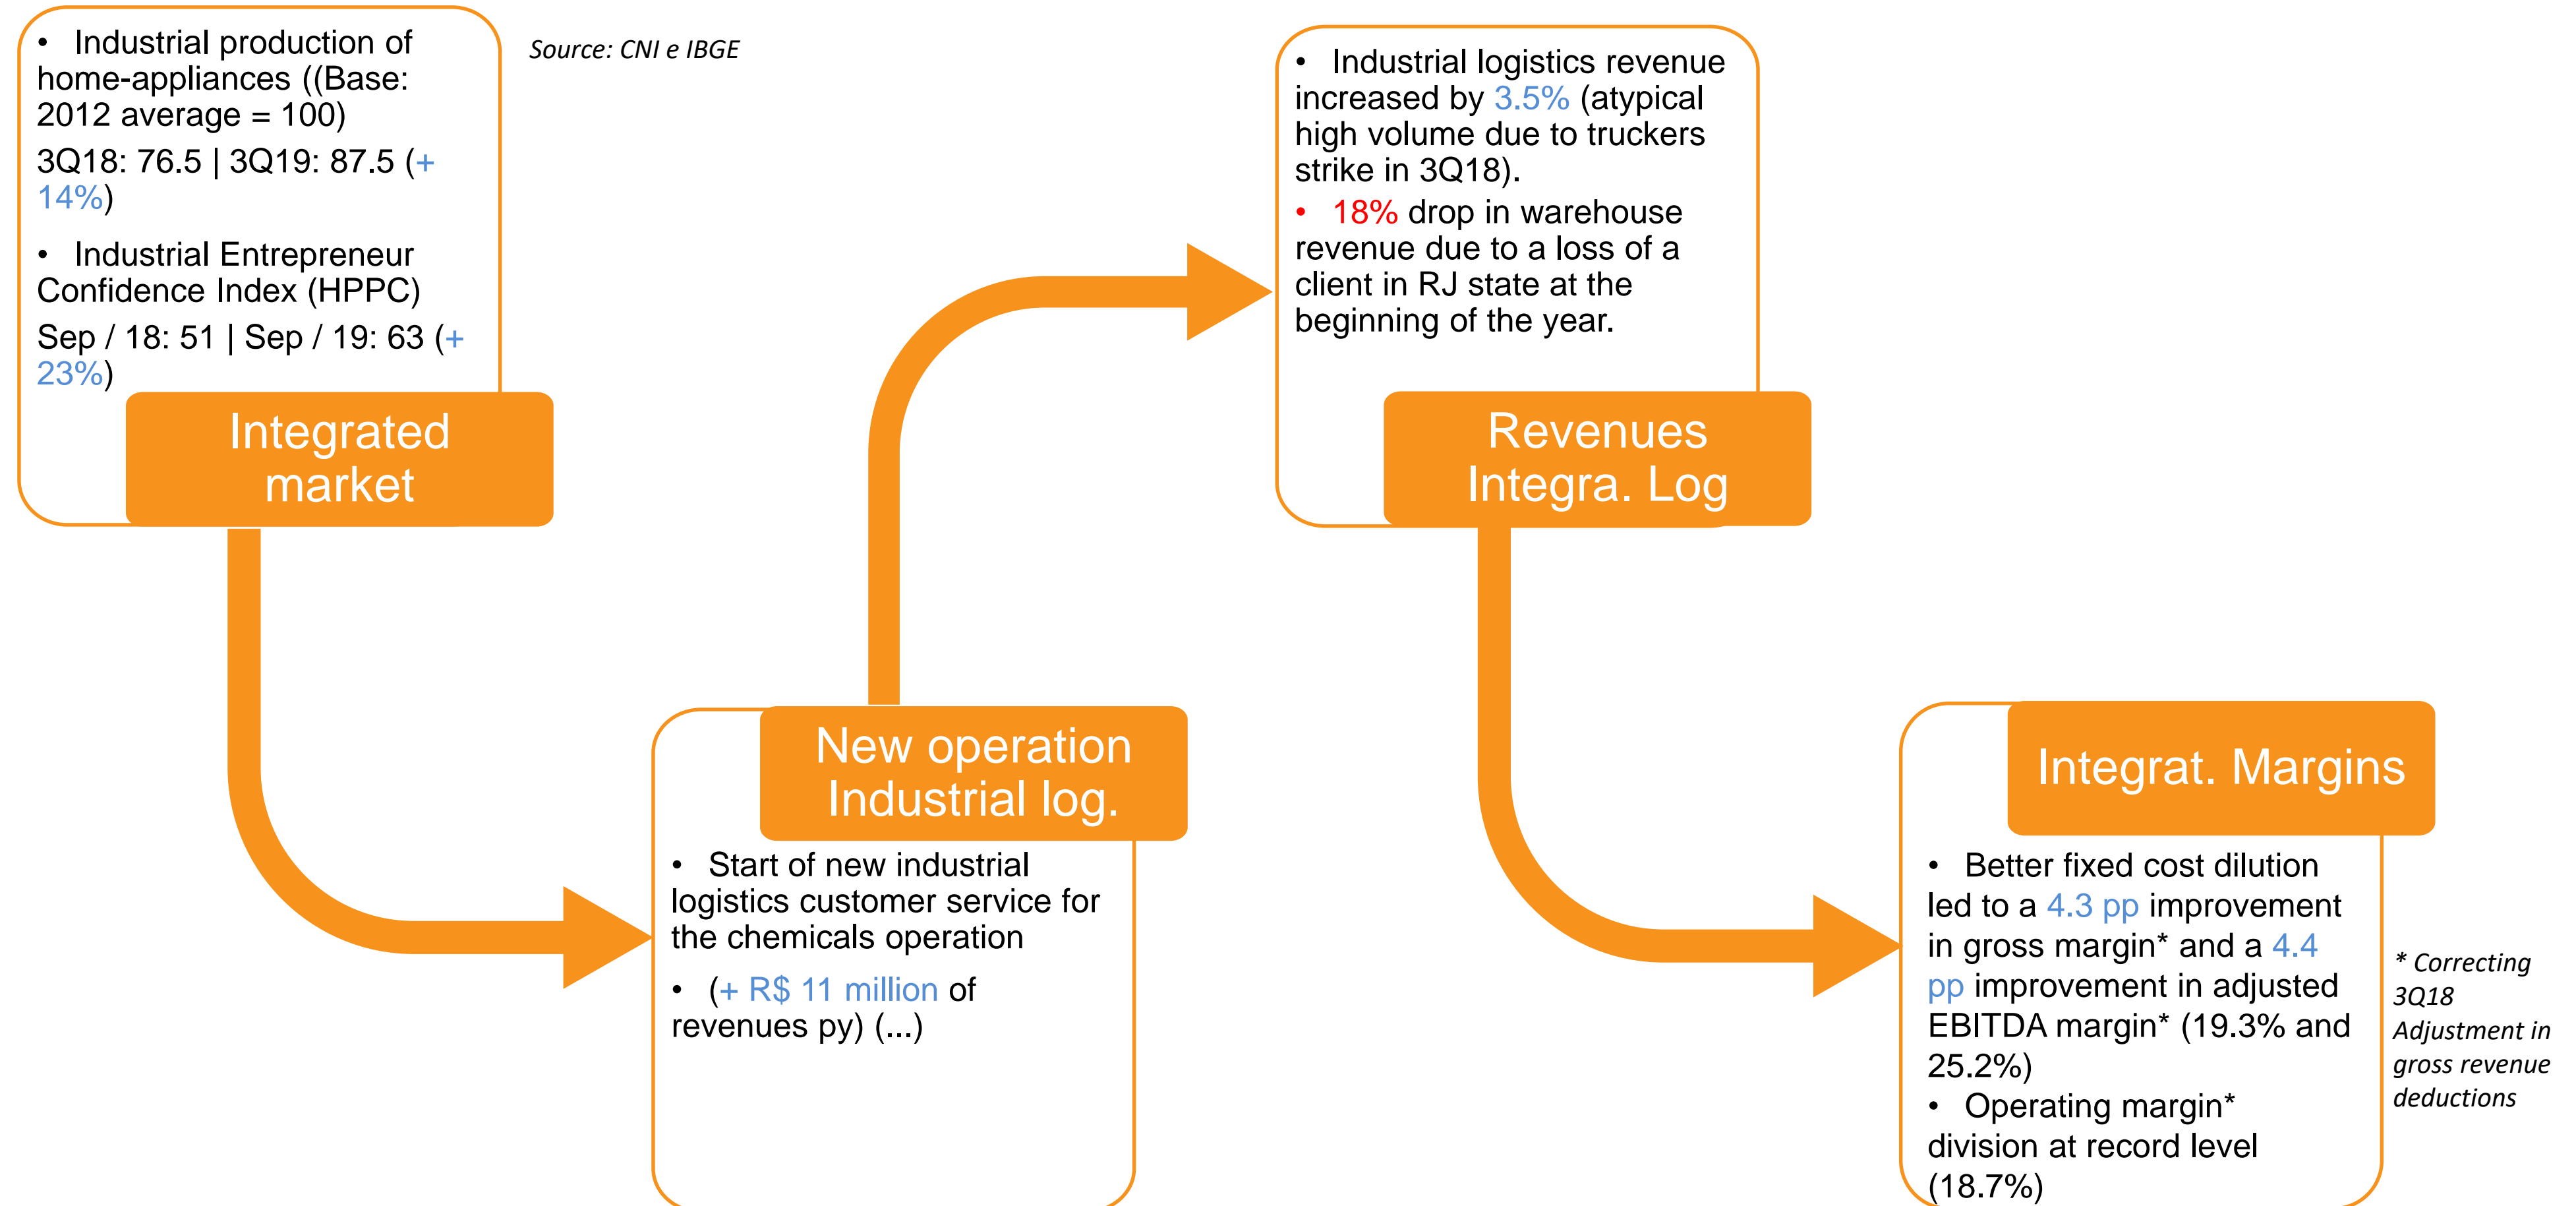 • Industrial production of
home-appliances ((Base:
2012 average = 100)
3Q18: 76.5 | 3Q19: 87.5 (+
14%)
• Industrial Entrepreneur
Confidence Index (HPPC)
Sep / 18: 51 | Sep / 19: 63 (+
23%)
Integrated
market
Source: CNI e IBGE
New operation
Industrial log.
• Start of new industrial
logistics customer service for
the chemicals operation
• (+ R$ 11 million of
revenues py) (...)
• Industrial logistics revenue
increased by 3.5% (atypical
high volume due to truckers
strike in 3Q18).
• 18% drop in warehouse
revenue due to a loss of a
client in RJ state at the
beginning of the year.
Revenues
Integra. Log
Integrat. Margins
• Better fixed cost dilution
led to a 4.3 pp improvement
in gross margin* and a 4.4
pp improvement in adjusted
EBITDA margin* (19.3% and
25.2%)
• Operating margin*
division at record level
(18.7%)
* Correcting
3Q18
Adjustment in
gross revenue
deductions